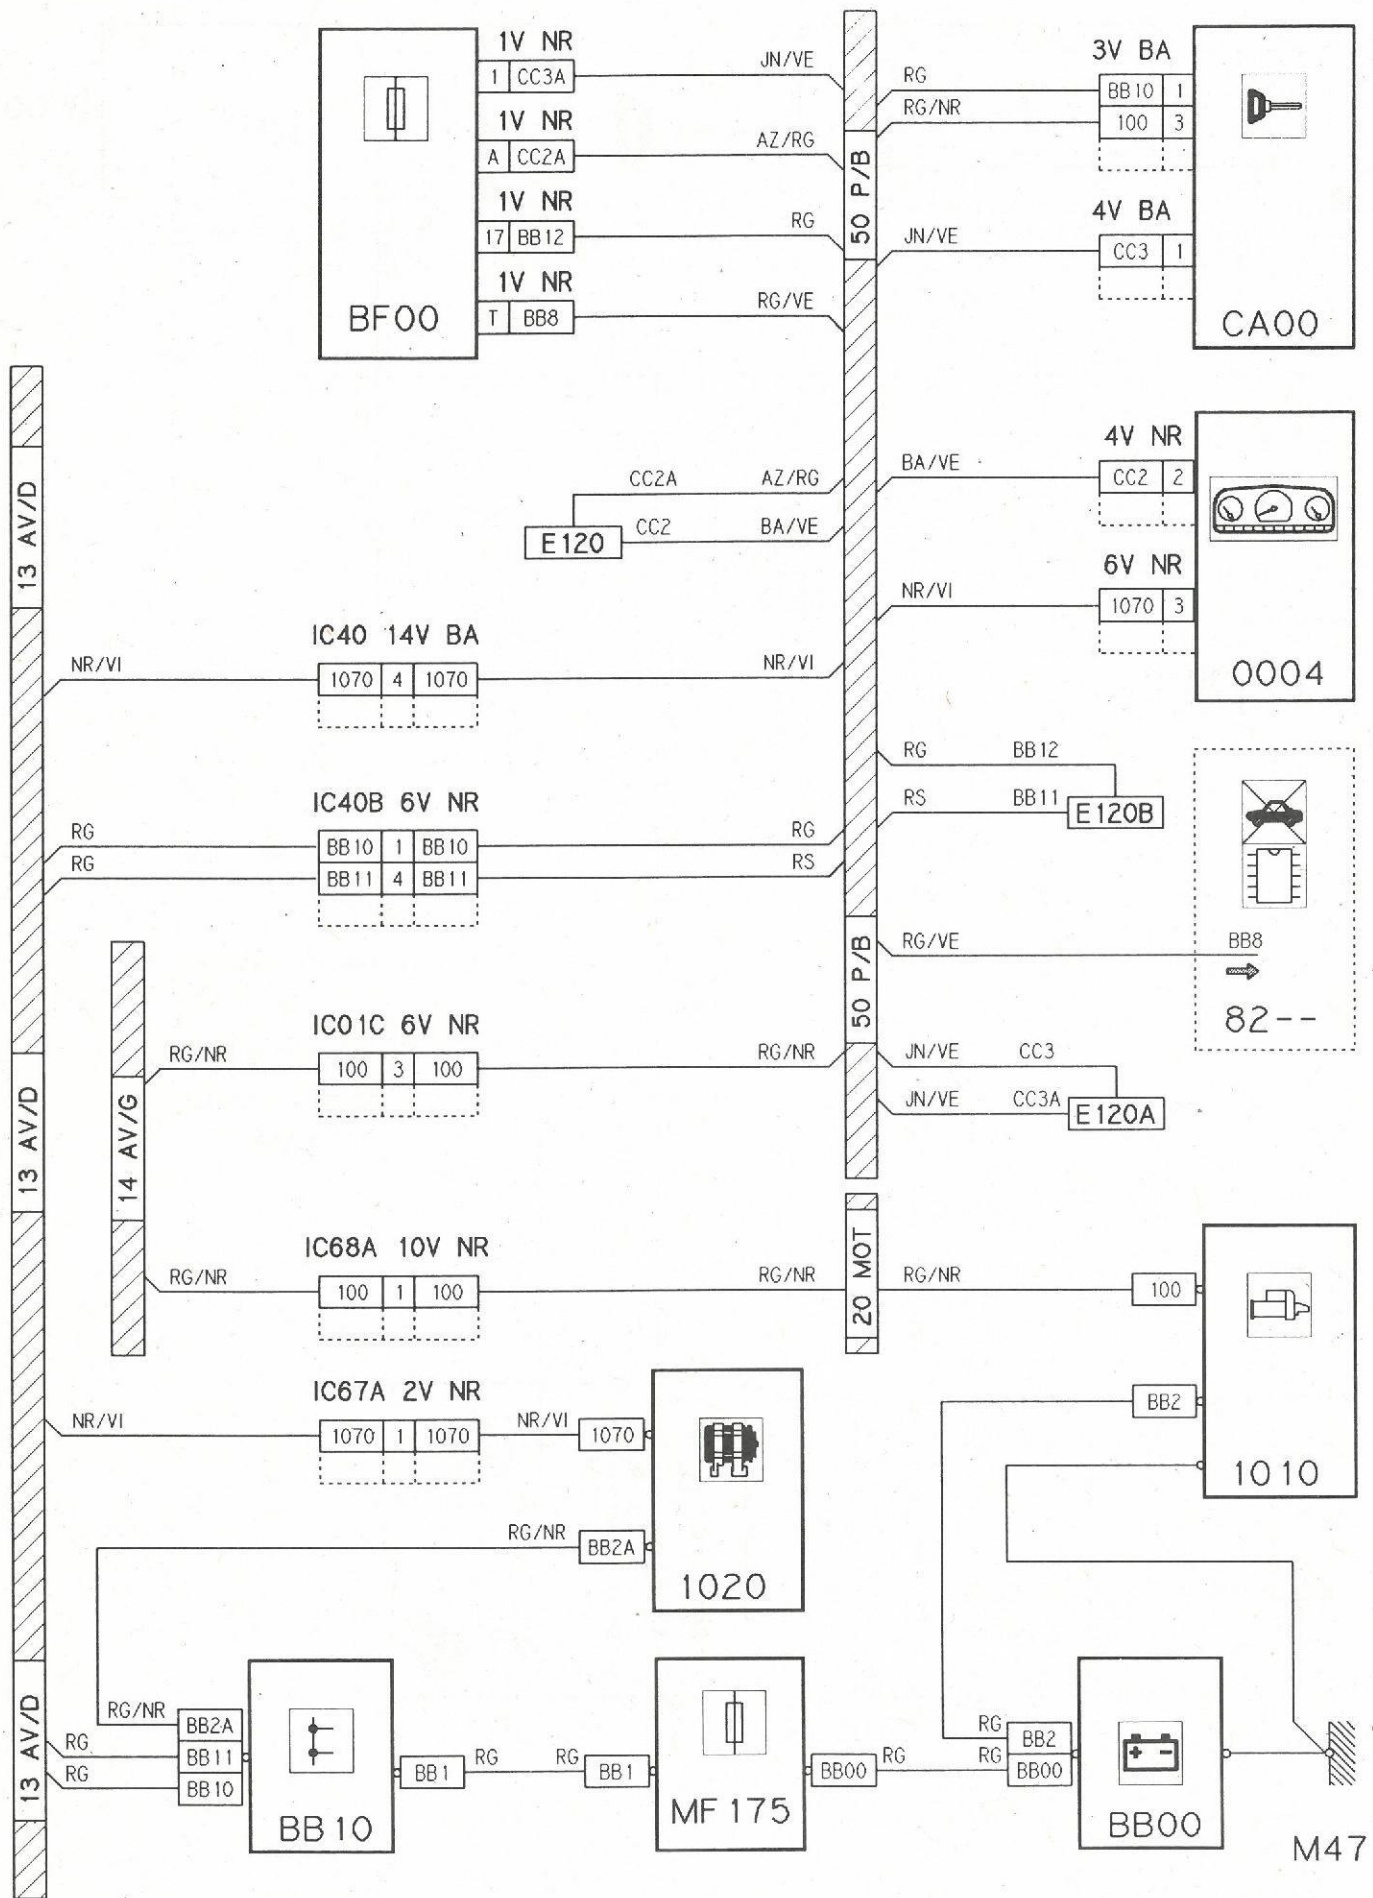 1V NR
1 CC3A
JN/VE
1V NR
A CC2A
AZ/RG
1V NR
17 BB12
RG
1V NR
T BB8
RG/VE
BF00
50 P/B
RG
RG/NR
3V BA
BB10 1
100 3
JN/VE
4V BA
CC3 1
CA00
13 AV/D
CC2A AZ/RG
E120 CC2 BA/VE
BA/VE
4V NR
CC2 2
NR/VI
6V NR
1070 3
0004
IC40 14V BA
NR/VI 1070 4 1070 NR/VI
IC40B 6V NR
RG BB10 1 BB10 RG
RG BB11 4 BB11 RS
RG BB12
RS BB11 E120B
50 P/B
RG/VE BB8
82--
13 AV/D
14 AV/G
IC01C 6V NR
RG/NR 100 3 100 RG/NR
JN/VE CC3
JN/VE CC3A E120A
IC68A 10V NR
RG/NR 100 1 100 RG/NR
20 MOT
RG/NR 100
BB2
1010
IC67A 2V NR
NR/VI 1070 1 1070 NR/VI 1070
RG/NR BB2A
1020
13 AV/D
RG/NR BB2A
RG BB11
RG BB10
BB10
BB1 RG
RG BB1
MF175
BB00 RG
RG BB2
RG BB00
BB00
M47